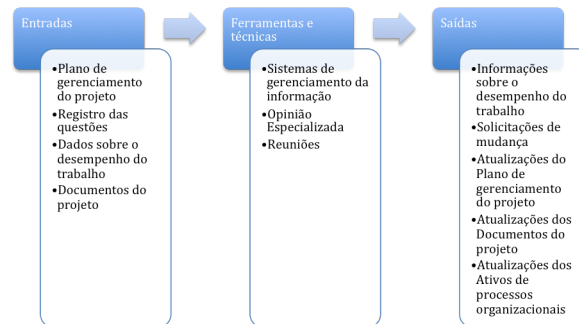 Entradas
•Plano de
gerenciamento
do projeto
•Registro das
questões
•Dados sobre o
desempenho do
trabalho
•Documentos do
projeto
Ferramentas e
técnicas
•Sistemas de
gerenciamento da
informação
•Opinião
Especializada
•Reuniões
Saídas
•Informações
sobre o
desempenho do
trabalho
•Solicitações de
mudança
•Atualizações do
Plano de
gerenciamento
do projeto
•Atualizações dos
Documentos do
projeto
•Atualizações dos
Ativos de
processos
organizacionais